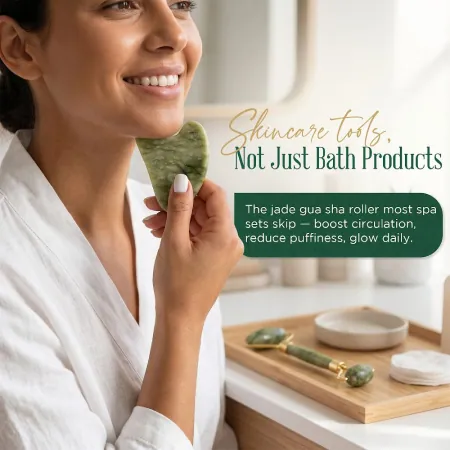 Skincare tools,
Not Just Bath Products
The jade gua sha roller most spa
sets skip — boost circulation,
reduce puffiness, glow daily.